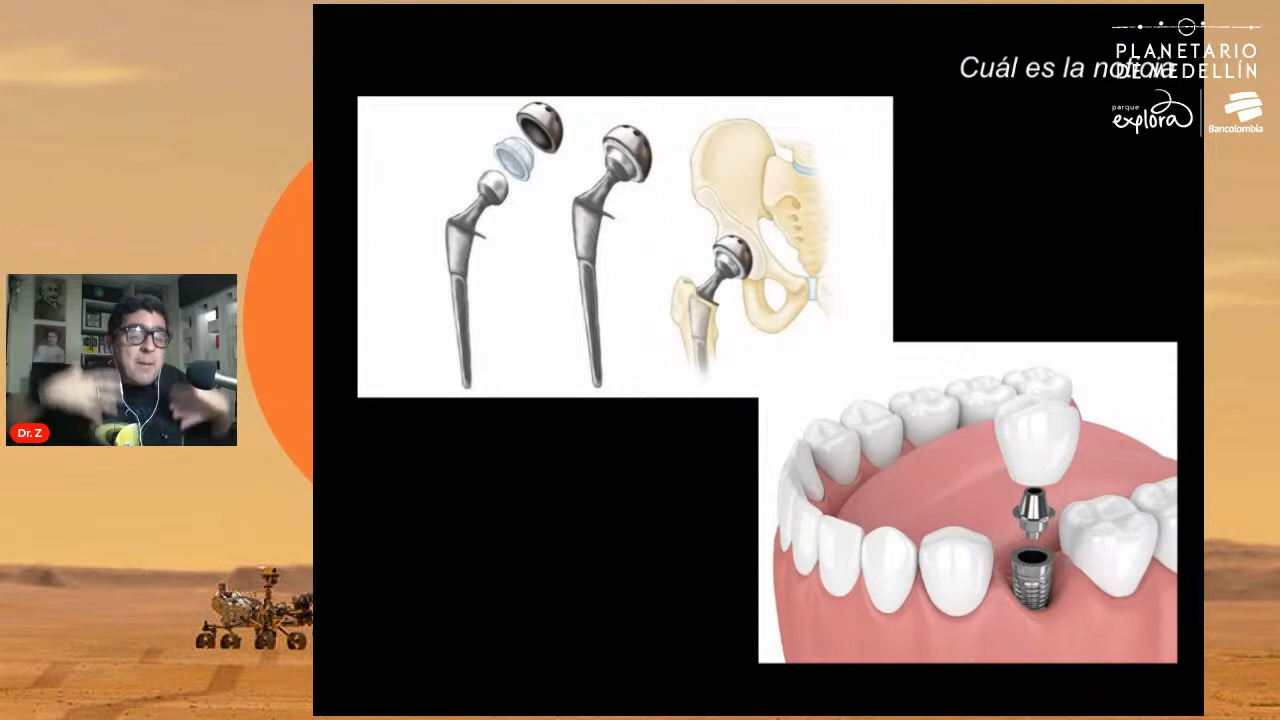 Cuál es la noticia
PLANETARIO
DE MEDELLÍN
parque
explora
Bancolombia
Dr. Z